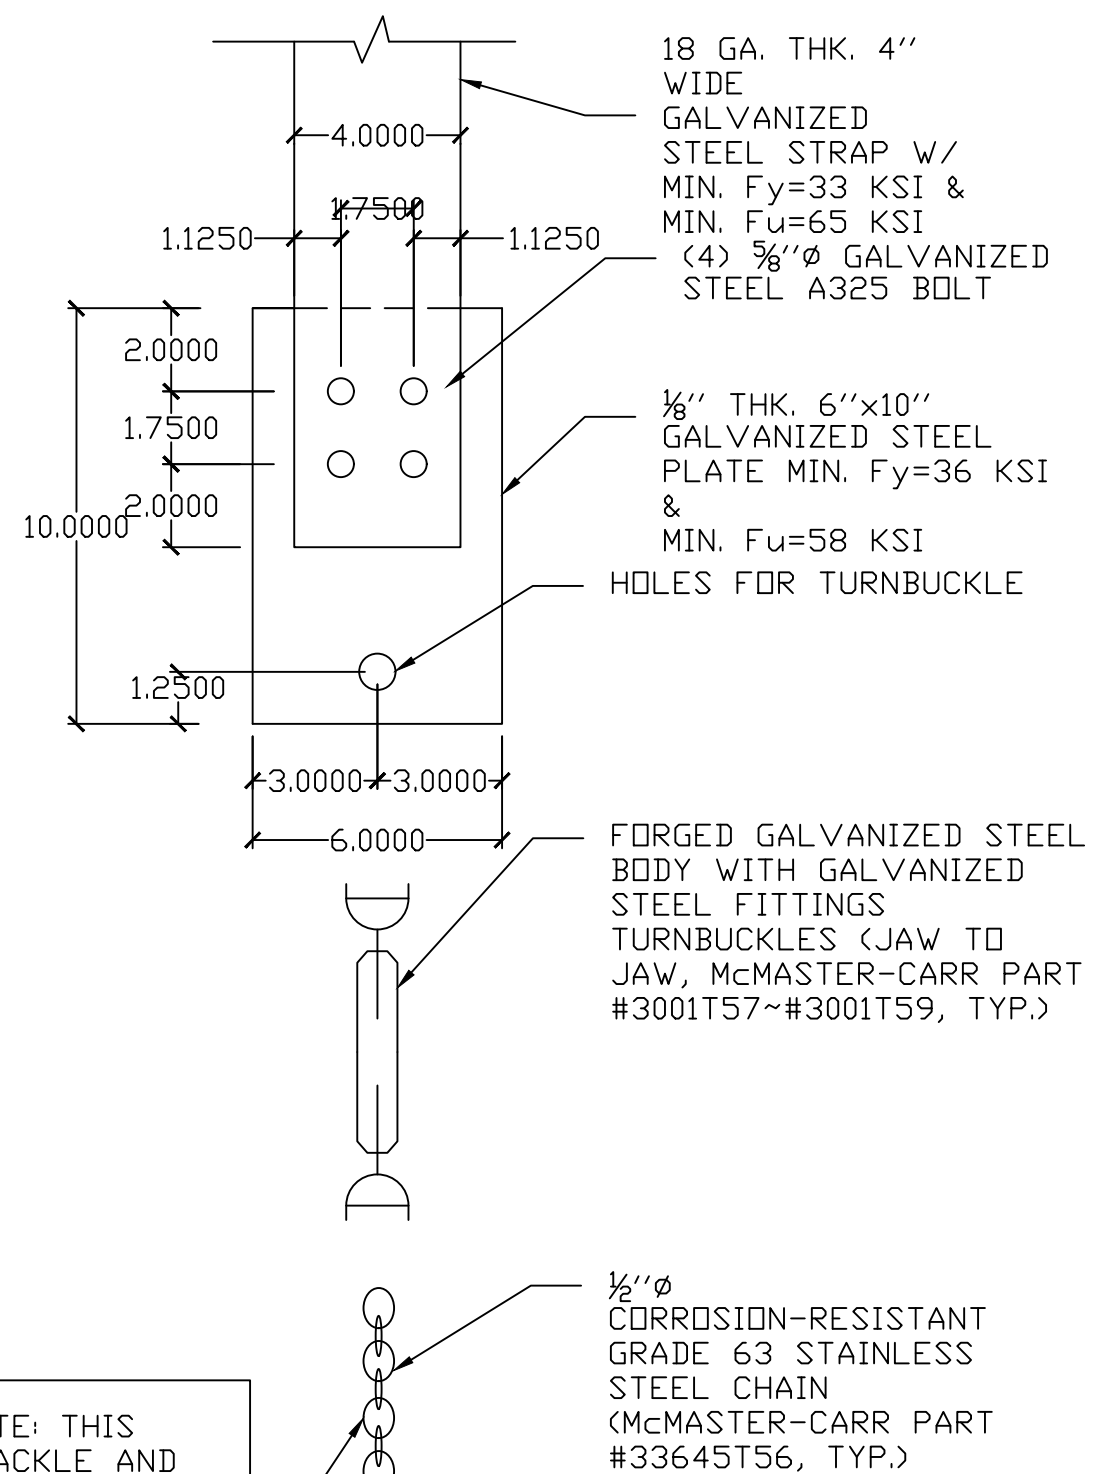 18 GA. THK. 4''
WIDE
GALVANIZED
STEEL STRAP W/
MIN. Fy=33 KSI &
MIN. Fu=65 KSI
4.0000
1.7500
1.1250
1.1250
(4) 5/8''Ø GALVANIZED
STEEL A325 BOLT
2.0000
1.7500
2.0000
10.0000
1/8'' THK. 6''x10''
GALVANIZED STEEL
PLATE MIN. Fy=36 KSI
&
MIN. Fu=58 KSI
HOLES FOR TURNBUCKLE
1.2500
3.0000
3.0000
6.0000
FORGED GALVANIZED STEEL
BODY WITH GALVANIZED
STEEL FITTINGS
TURNBUCKLES (JAW TO
JAW, McMASTER-CARR PART
#3001T57~#3001T59, TYP.)
1/2''Ø
CORROSION-RESISTANT
GRADE 63 STAINLESS
STEEL CHAIN
(McMASTER-CARR PART
#33645T56, TYP.)
TE: THIS
ACKLE AND